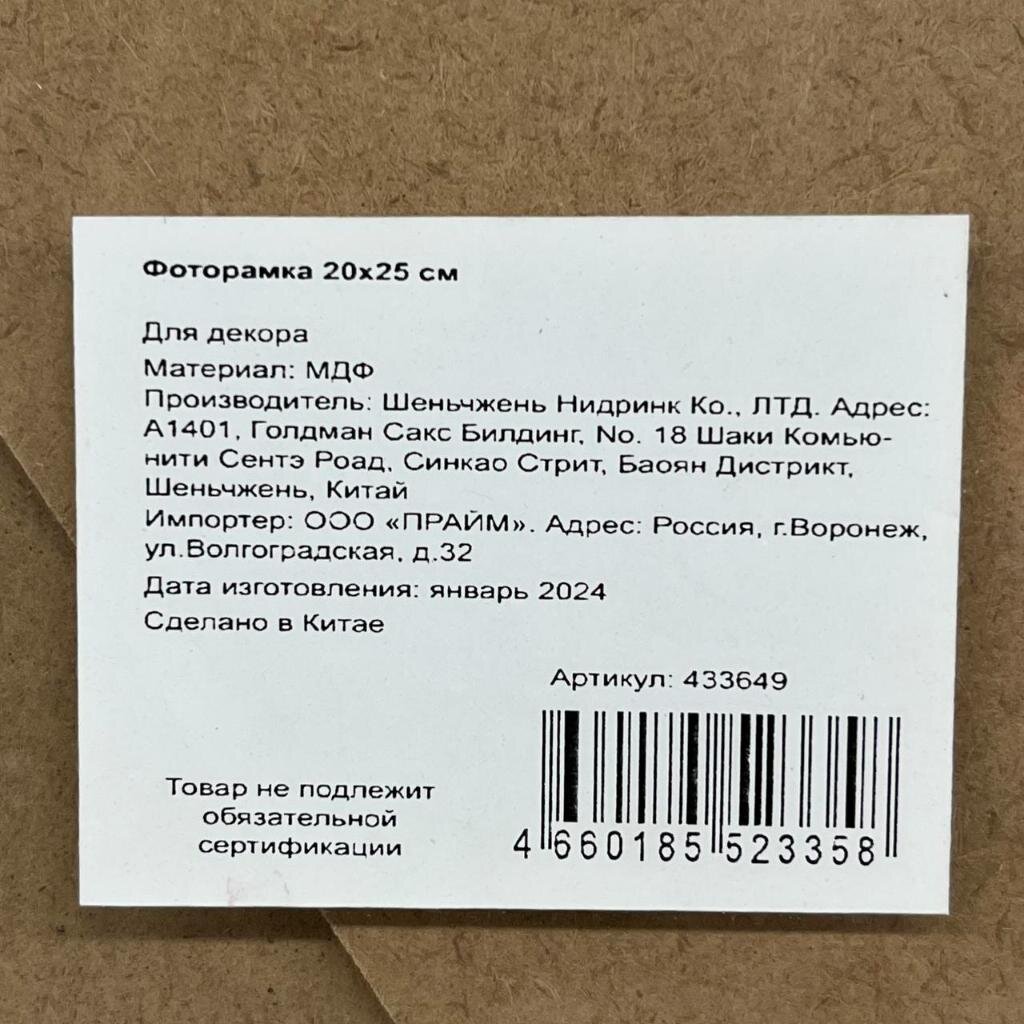 Фоторамка 20х25 см
Для декора
Материал: МДФ
Производитель: Шеньчжень Нидринк Ко., ЛТД. Адрес:
А1401, Голдман Сакс Билдинг, No. 18 Шаки Комью-
нити Сентэ Роад, Синкао Стрит, Баоян Дистрикт,
Шеньчжень, Китай
Импортер: ООО «ПРАЙМ». Адрес: Россия, г.Воронеж,
ул.Волгоградская, д.32
Дата изготовления: январь 2024
Сделано в Китае
Артикул: 433649
Товар не подлежит
обязательной
сертификации
4 660185 523358